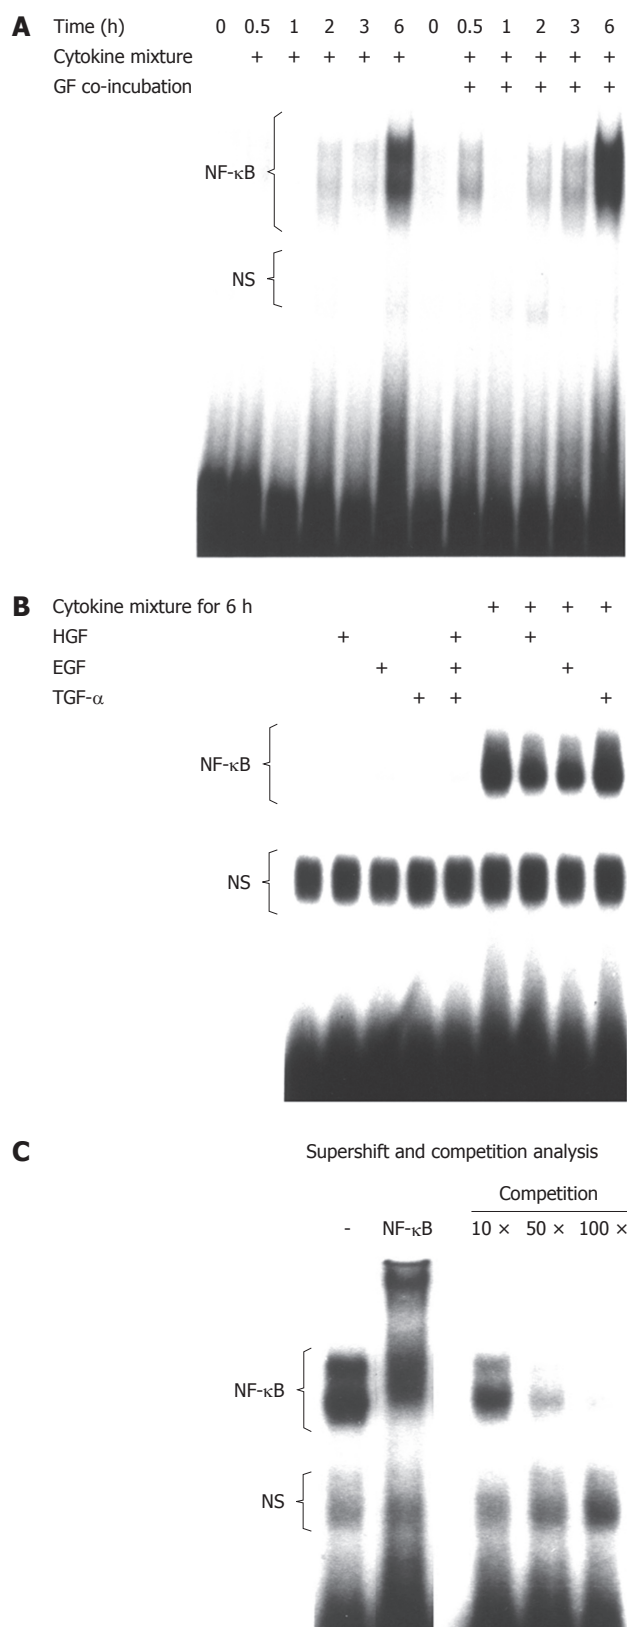 A Time (h) 0 0.5 1 2 3 6 0 0.5 1 2 3 6
Cytokine mixture + + + + + + + + + +
GF co-incubation + + + + +
NF-κB
NS
B Cytokine mixture for 6 h + + + +
HGF + + +
EGF + + +
TGF-α + + +
NF-κB
NS
C Supershift and competition analysis
Competition
- NF-κB 10 × 50 × 100 ×
NF-κB
NS